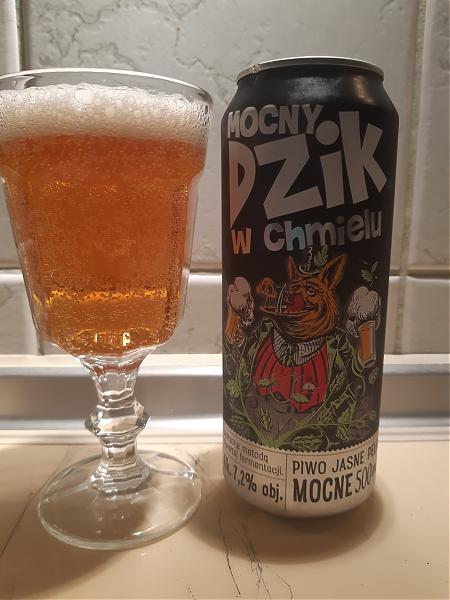 MOCNY
DZiK
w chmielu
metodą
fermentacji.
7,2% obj.
PIWO JASNE
MOCNE 500